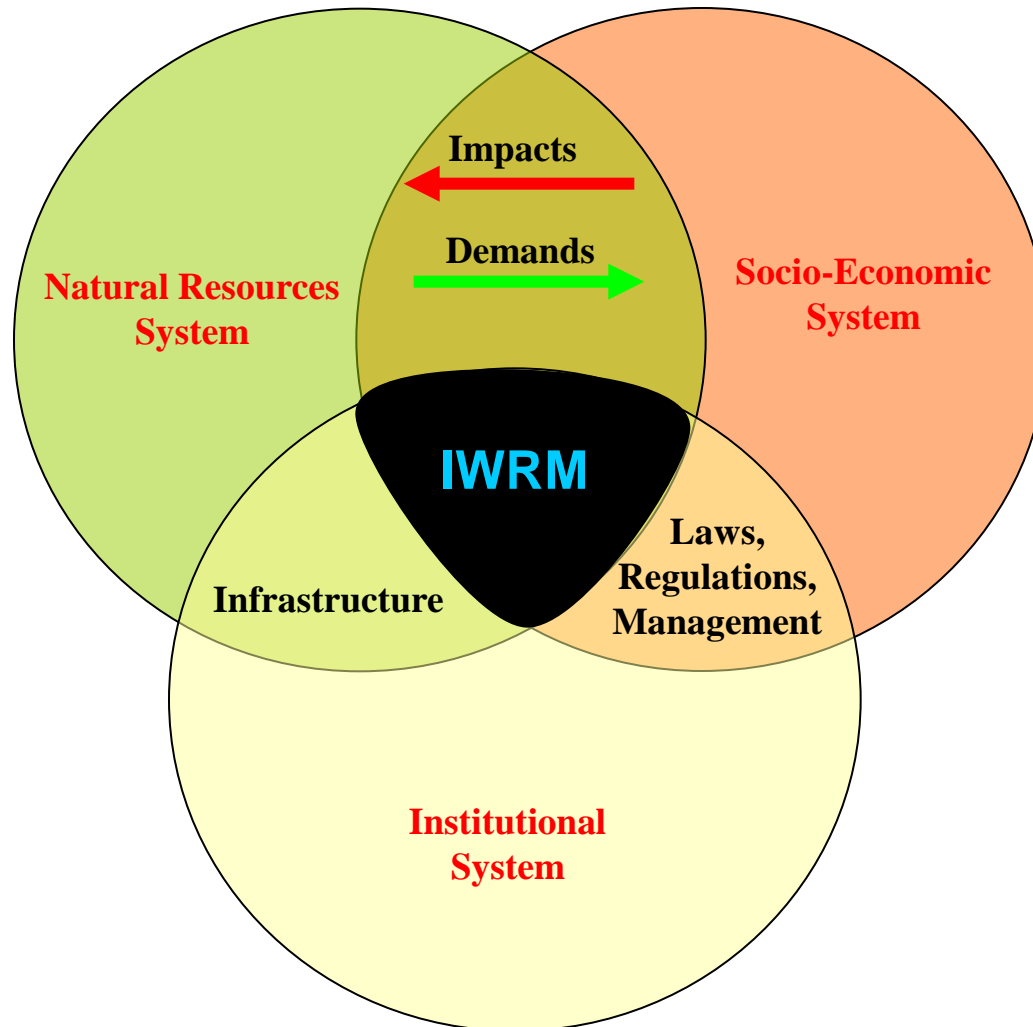 Impacts
Demands
Natural Resources
System
Socio-Economic
System
IWRM
Laws,
Regulations,
Management
Infrastructure
Institutional
System